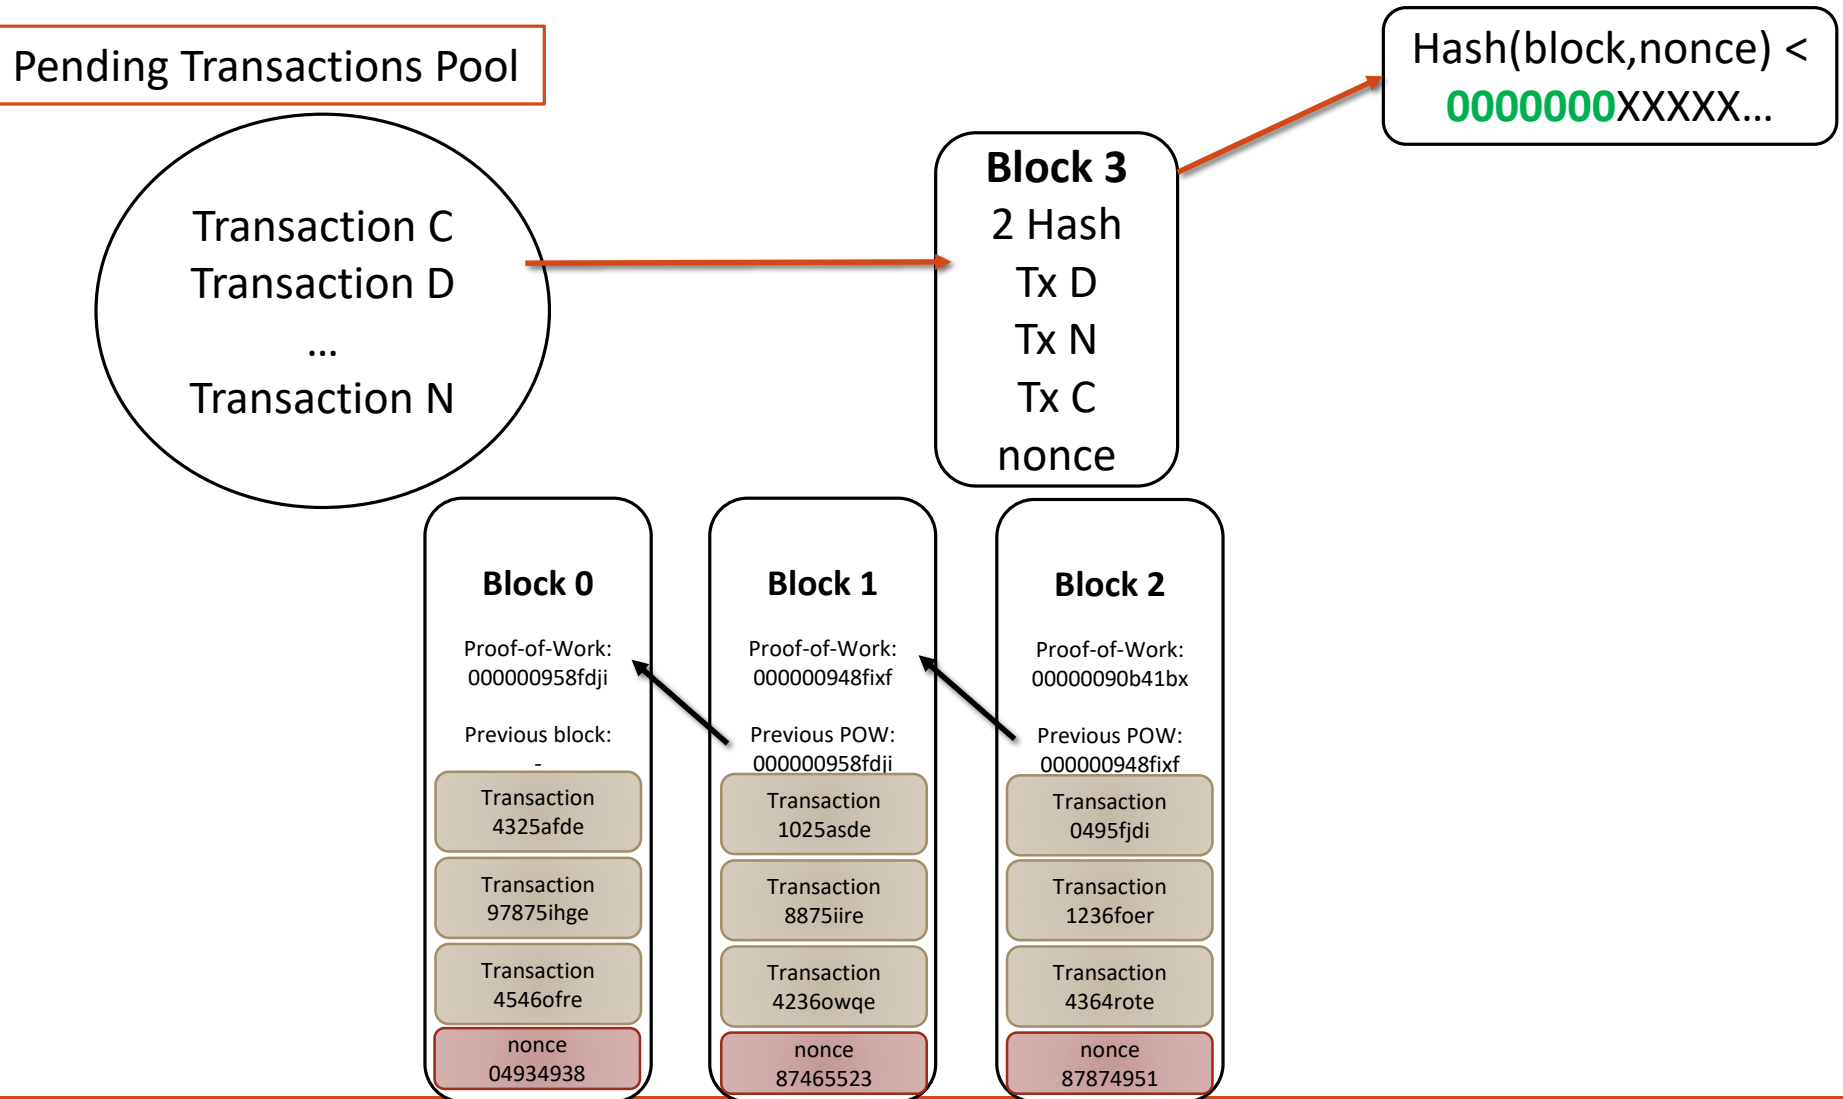 Pending Transactions Pool
Hash(block,nonce) <
0000000XXXXX...
Transaction C
Transaction D
...
Transaction N
Block 3
2 Hash
Tx D
Tx N
Tx C
nonce
Block 0
Proof-of-Work:
000000958fdji
Previous block:
-
Transaction
4325afde
Transaction
97875ihge
Transaction
4546ofre
nonce
04934938
Block 1
Proof-of-Work:
000000948fixf
Previous POW:
000000958fdji
Transaction
1025asde
Transaction
8875iire
Transaction
4236owqe
nonce
87465523
Block 2
Proof-of-Work:
00000090b41bx
Previous POW:
000000948fixf
Transaction
0495fjdi
Transaction
1236foer
Transaction
4364rote
nonce
87874951